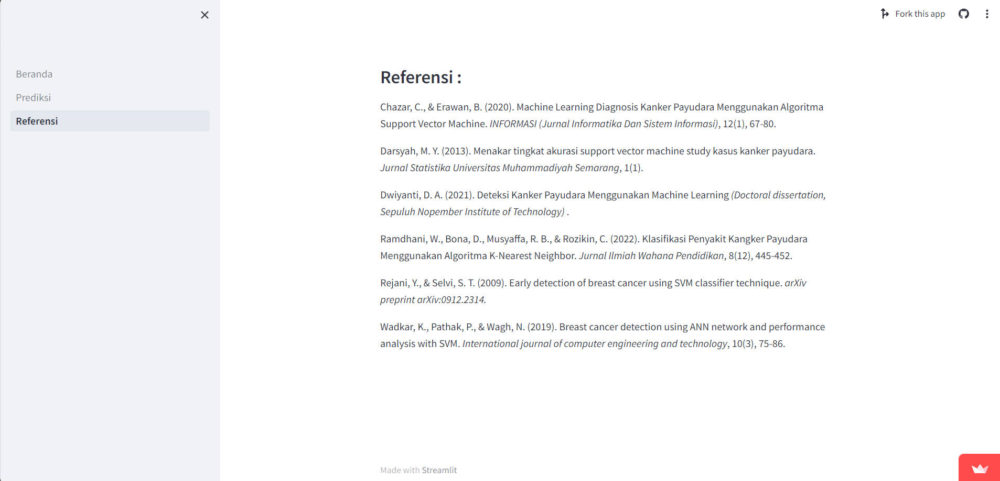 Fork this app
Beranda
Prediksi
Referensi
Referensi :
Chazar, C., & Erawan, B. (2020). Machine Learning Diagnosis Kanker Payudara Menggunakan Algoritma
Support Vector Machine. INFORMASI (Jurnal Informatika Dan Sistem Informasi), 12(1), 67-80.
Darsyah, M. Y. (2013). Menakar tingkat akurasi support vector machine study kasus kanker payudara.
Jurnal Statistika Universitas Muhammadiyah Semarang, 1(1).
Dwiyanti, D. A. (2021). Deteksi Kanker Payudara Menggunakan Machine Learning (Doctoral dissertation,
Sepuluh Nopember Institute of Technology) .
Ramdhani, W., Bona, D., Musyaffa, R. B., & Rozikin, C. (2022). Klasifikasi Penyakit Kangker Payudara
Menggunakan Algoritma K-Nearest Neighbor. Jurnal Ilmiah Wahana Pendidikan, 8(12), 445-452.
Rejani, Y., & Selvi, S. T. (2009). Early detection of breast cancer using SVM classifier technique. arXiv
preprint arXiv:0912.2314.
Wadkar, K., Pathak, P., & Wagh, N. (2019). Breast cancer detection using ANN network and performance
analysis with SVM. International journal of computer engineering and technology, 10(3), 75-86.
Made with Streamlit